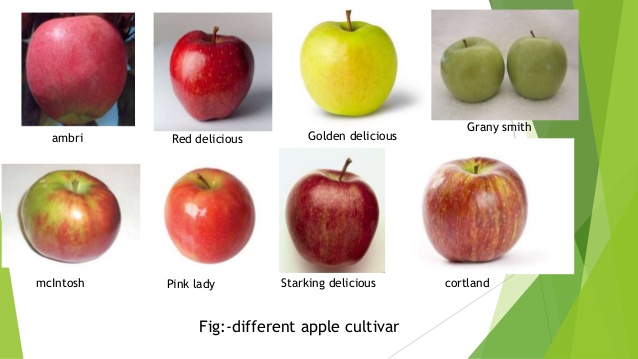 ambri
Red delicious
Golden delicious
Grany smith
mcIntosh
Pink lady
Starking delicious
cortland
Fig:-different apple cultivar